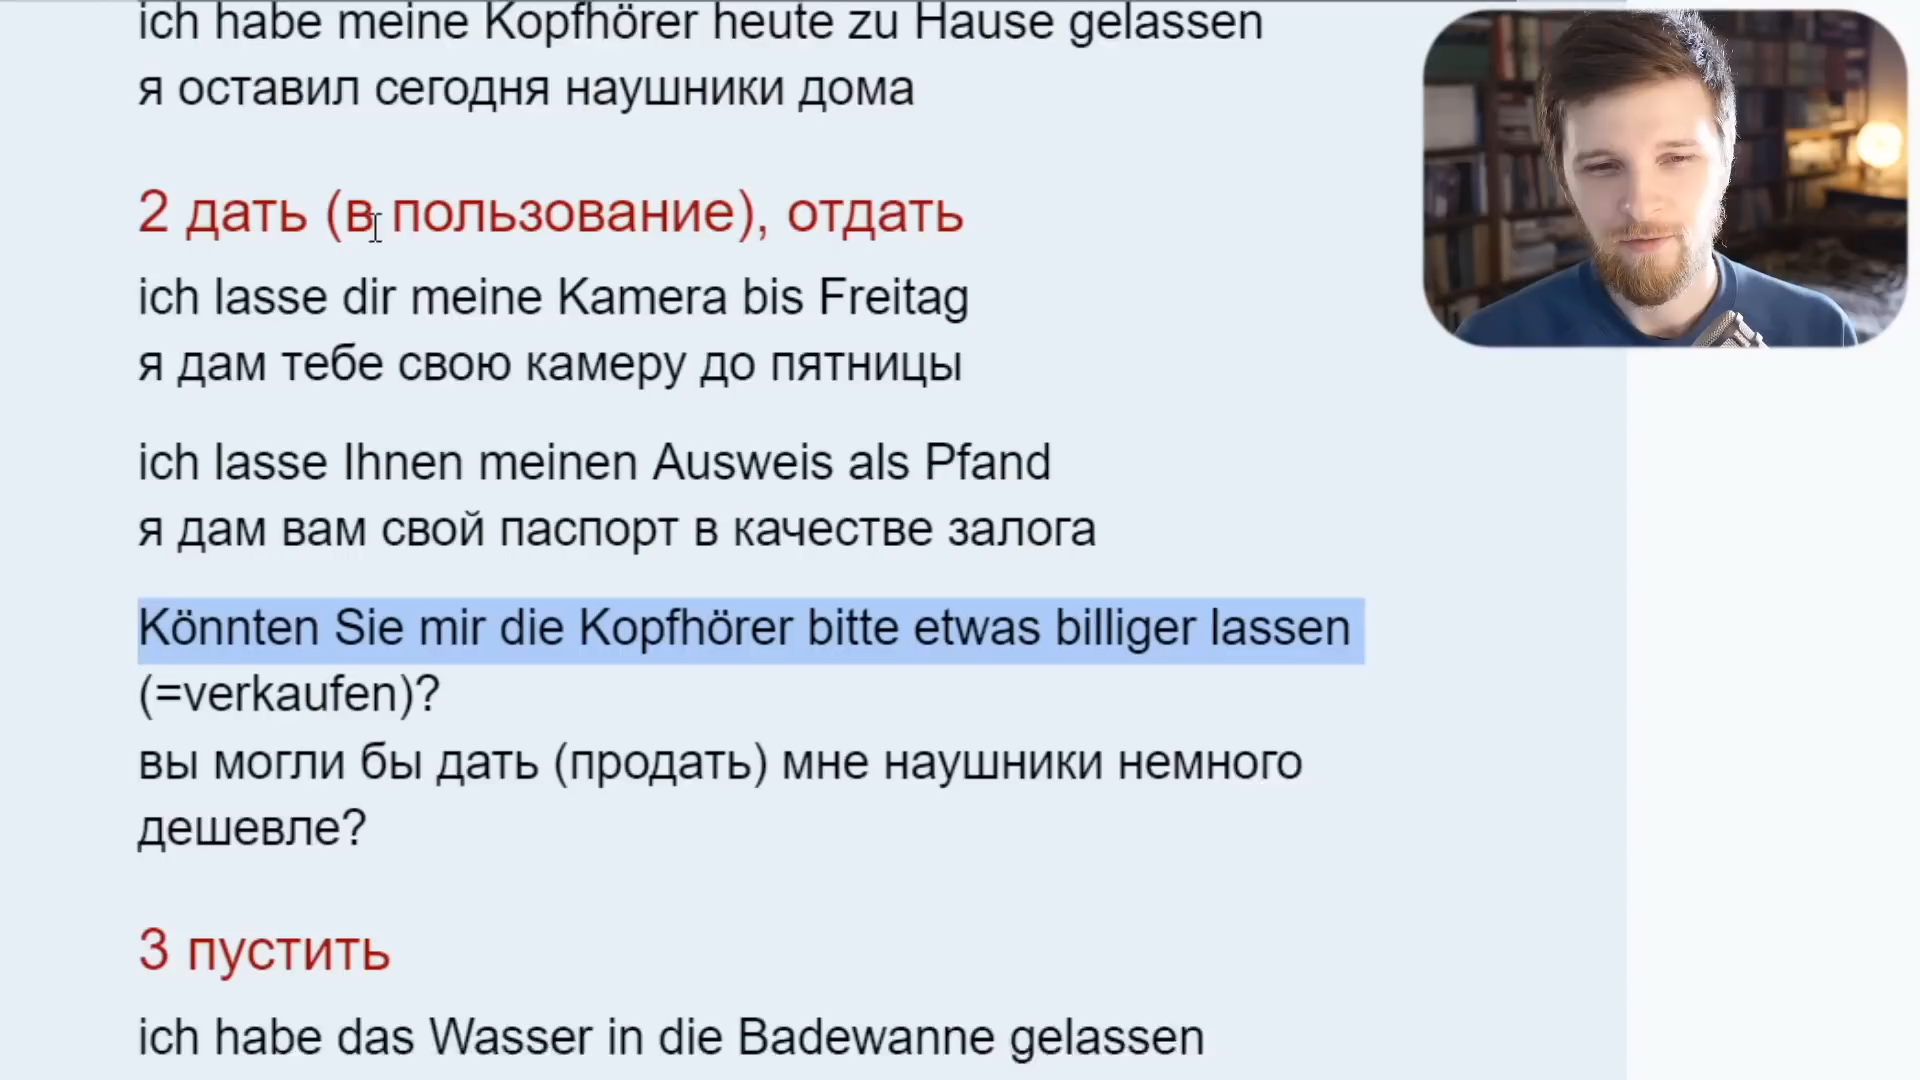 ich habe meine Kopfhörer heute zu Hause gelassen
я оставил сегодня наушники дома
2 дать (в пользование), отдать
ich lasse dir meine Kamera bis Freitag
я дам тебе свою камеру до пятницы
ich lasse Ihnen meinen Ausweis als Pfand
я дам вам свой паспорт в качестве залога
Könnten Sie mir die Kopfhörer bitte etwas billiger lassen
(=verkaufen)?
вы могли бы дать (продать) мне наушники немного
дешевле?
3 пустить
ich habe das Wasser in die Badewanne gelassen